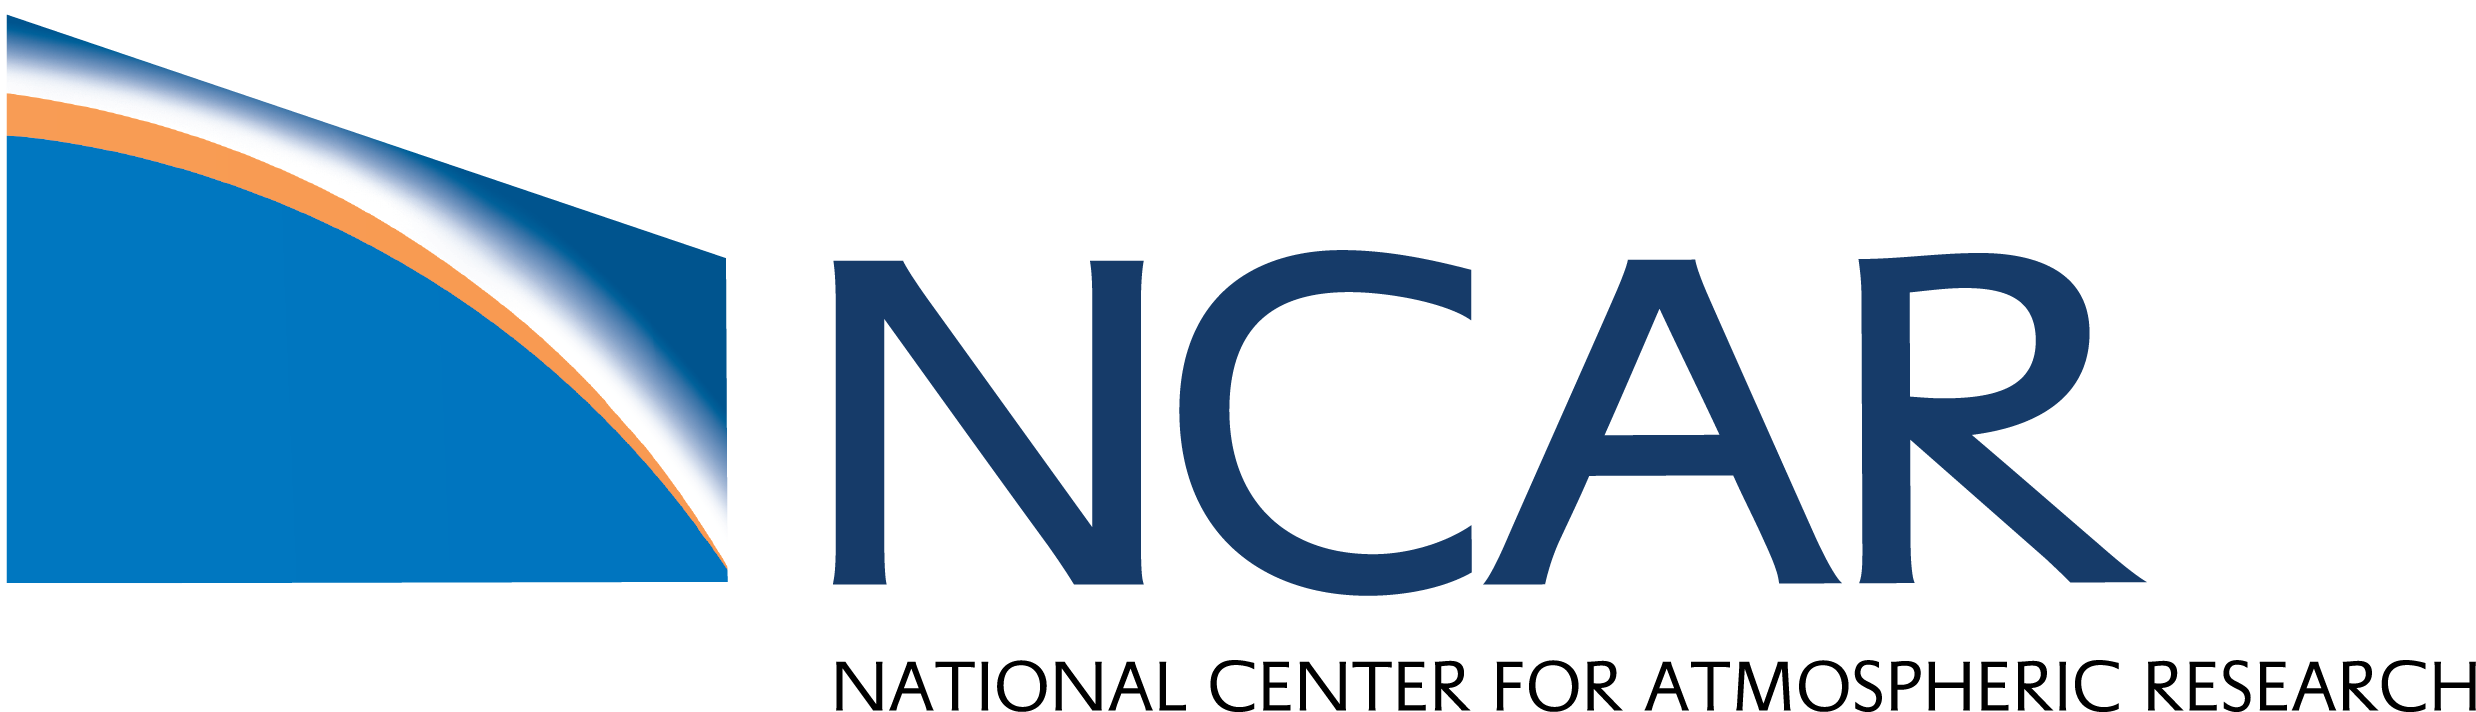 NCAR
NATIONAL CENTER FOR ATMOSPHERIC RESEARCH